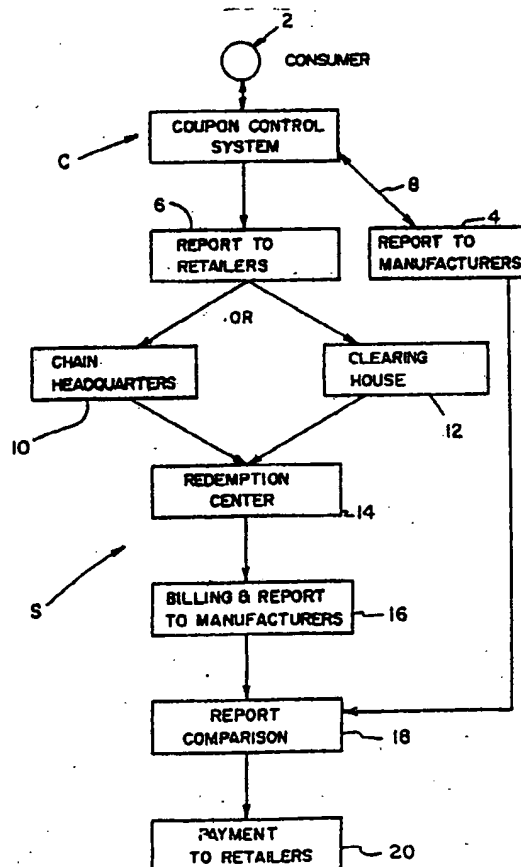 2
CONSUMER
COUPON CONTROL
SYSTEM
C
8
6
4
REPORT TO
RETAILERS
REPORT TO
MANUFACTURERS
OR
CHAIN
HEADQUARTERS
CLEARING
HOUSE
10
12
REDEMPTION
CENTER
14
S
BILLING & REPORT
TO MANUFACTURERS
16
REPORT
COMPARISON
18
PAYMENT
TO RETAILERS
20